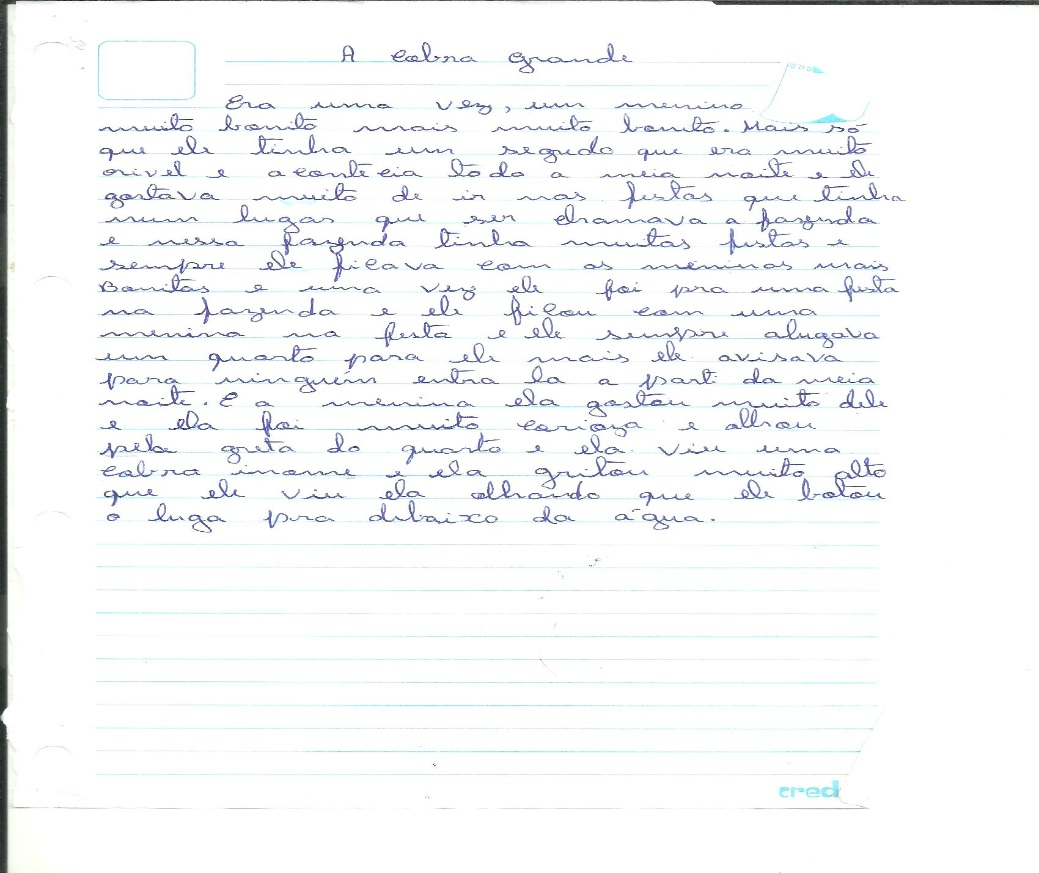 A cobra grande
Era uma vez, um menino
muito bonito mais muito bonito. Mais só
que ele tinha um segredo que era muito
orivel e acontecia todo a meia noite e ele
gostava muito de ir nas festas que tinha
num lugas que ser chamava a fazenda
e nessa fazenda tinha muitas festas e
sempre ele ficava com as meninas mais
Bonitas e uma vez ele foi pra uma festa
na fazenda e ele ficou com uma
menina na festa e ele sempre alugava
um quarto para ele mais ele avisava
para ninguém entra la a parti da meia
noite. E a menina ela gostou muito dele
e ela foi muito corioza e olhou
pela greta do quarto e ela viu uma
cobra inorme e ela gritou muito alto
que ele viu ela olhando que ele botou
o luga pra dibaixo da água.
cred